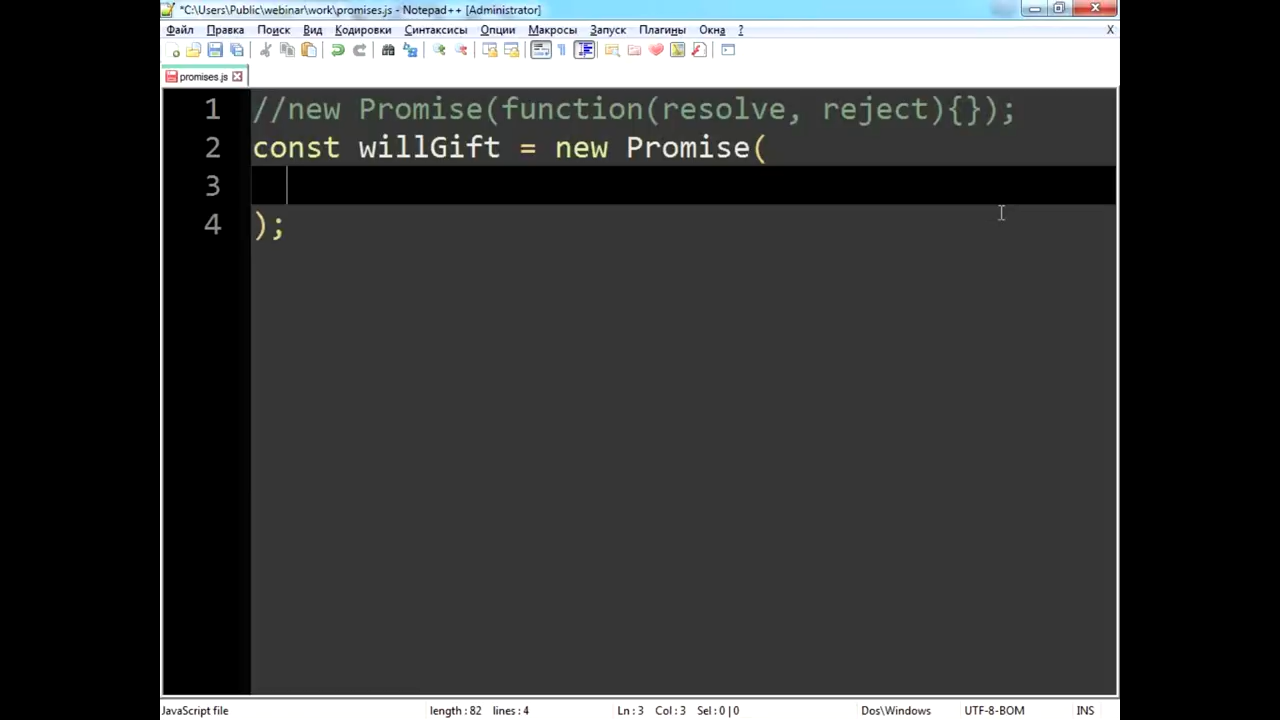 *C:\Users\Public\webinar\work\promises.js - Notepad++ [Administrator]
Файл Правка Поиск Вид Кодировки Синтаксисы Опции Макросы Запуск Плагины Окна ? X
promises.js
1 //new Promise(function(resolve, reject){});
2 const willGift = new Promise(
3
4 );
JavaScript file length : 82 lines : 4 Ln : 3 Col : 3 Sel : 0 | 0 Dos\Windows UTF-8-BOM INS